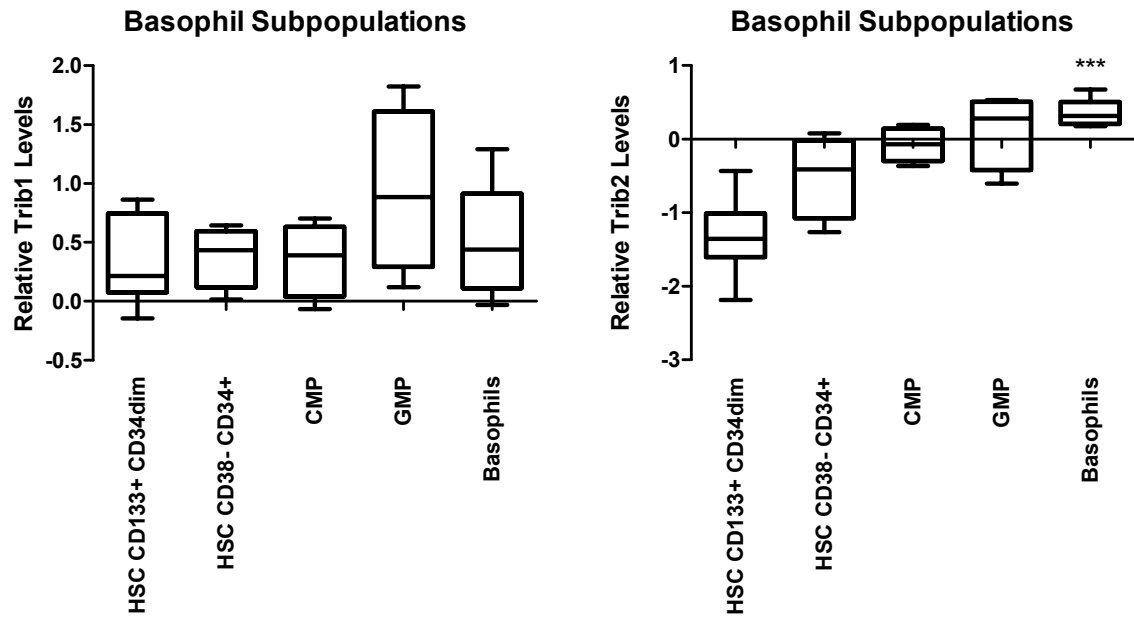 Basophil Subpopulations
Relative Trib1 Levels
2.0
1.5
1.0
0.5
0.0
-0.5
HSC CD133+ CD34dim
HSC CD38- CD34+
CMP
GMP
Basophils
Basophil Subpopulations
Relative Trib2 Levels
1
0
-1
-2
-3
***
HSC CD133+ CD34dim
HSC CD38- CD34+
CMP
GMP
Basophils